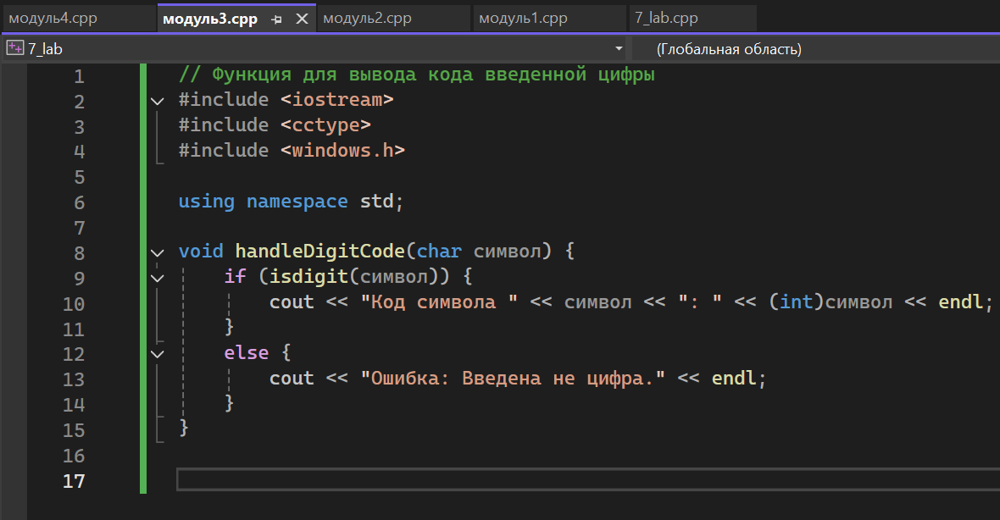 модуль4.cpp модуль3.cpp модуль2.cpp модуль1.cpp 7_lab.cpp
7_lab (Глобальная область)
1 // Функция для вывода кода введенной цифры
2 #include <iostream>
3 #include <cctype>
4 #include <windows.h>
5
6 using namespace std;
7
8 void handleDigitCode(char символ) {
9 if (isdigit(символ)) {
10 cout << "Код символа " << символ << ": " << (int)символ << endl;
11 }
12 else {
13 cout << "Ошибка: Введена не цифра." << endl;
14 }
15 }
16
17